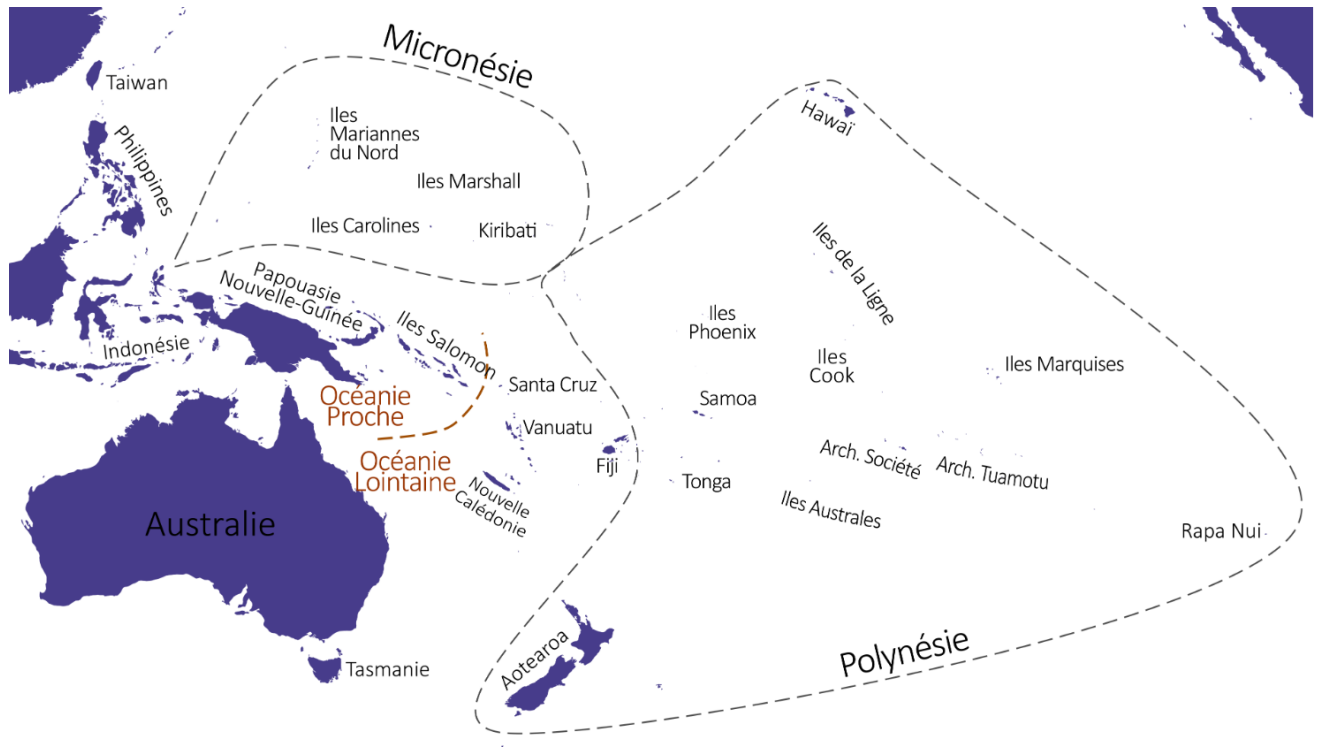 Micronésie
Taiwan
Philippines
Iles
Mariannes
du Nord
Hawaï
Iles Marshall
Iles Carolines
Kiribati
Iles de la Ligne
Papouasie
Nouvelle-Guinée
Iles Salomon
Indonésie
Iles
Phoenix
Iles
Cook
Iles Marquises
Océanie
Proche
Santa Cruz
Samoa
Vanuatu
Océanie
Lointaine
Fiji
Tonga
Arch. Société
Arch. Tuamotu
Nouvelle
Calédonie
Iles Australes
Australie
Rapa Nui
Tasmanie
Aotearoa
Polynésie